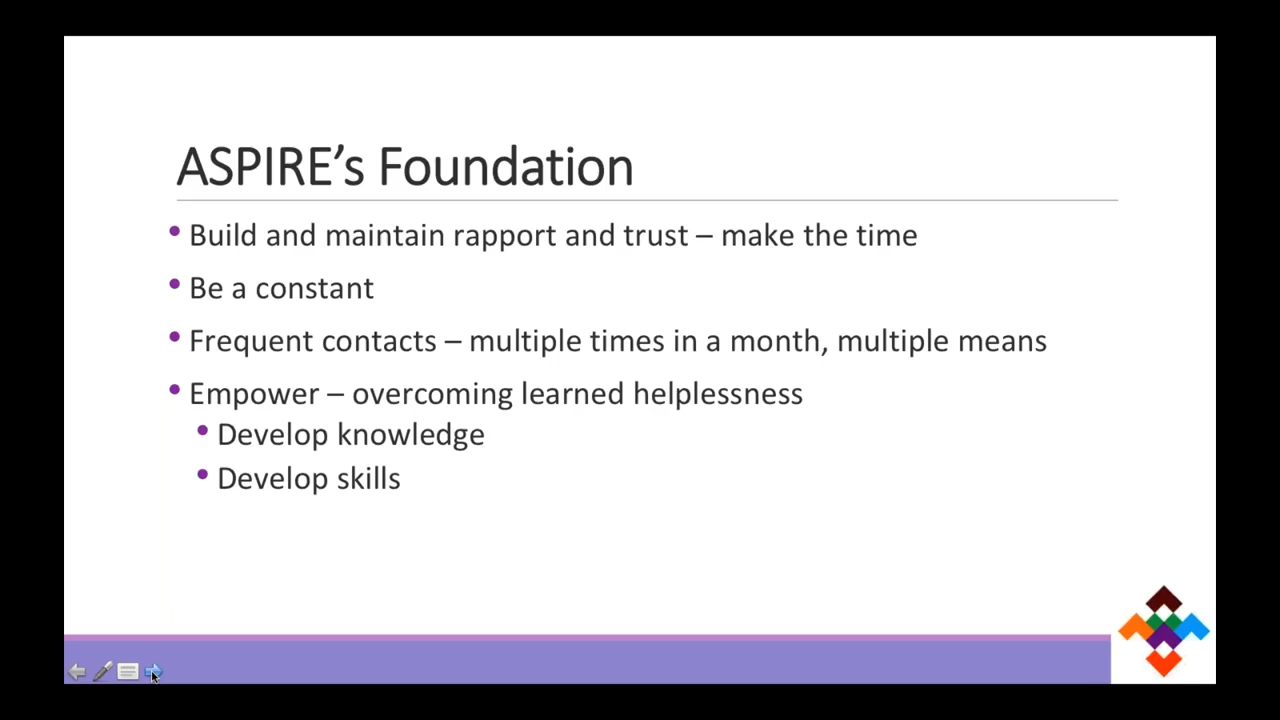 ASPIRE’s Foundation
• Build and maintain rapport and trust – make the time
• Be a constant
• Frequent contacts – multiple times in a month, multiple means
• Empower – overcoming learned helplessness
• Develop knowledge
• Develop skills